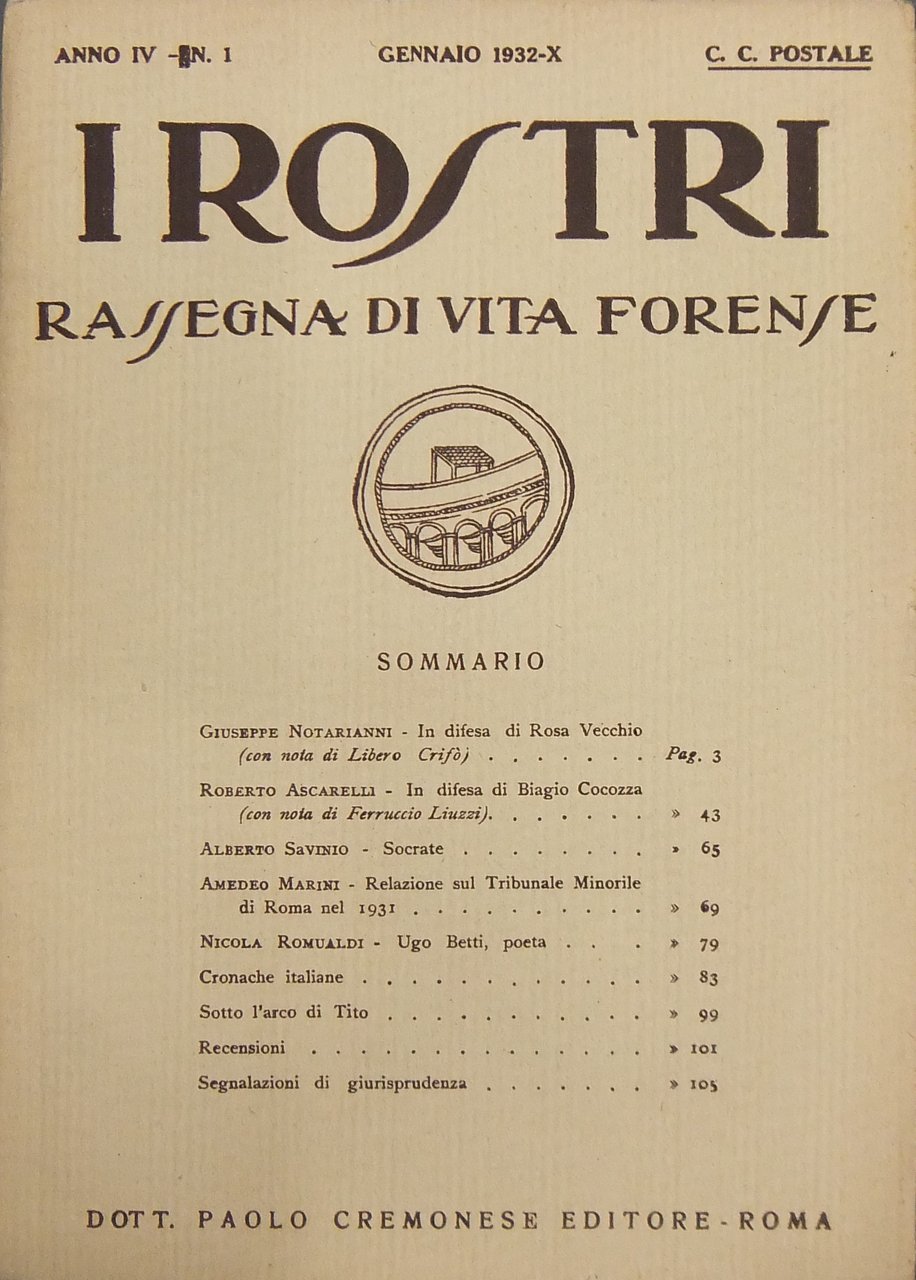 ANNO IV - N. 1 GENNAIO 1932-X C. C. POSTALE
I ROSTRI
RASSEGNA DI VITA FORENSE
SOMMARIO
GIUSEPPE NOTARIANNI - In difesa di Rosa Vecchio
(con nota di Libero Crifò) . . . . . . . Pag. 3
ROBERTO ASCARELLI - In difesa di Biagio Cocozza
(con nota di Ferruccio Liuzzi). . . . . . . » 43
ALBERTO SAVINIO - Socrate . . . . . . . . » 65
AMEDEO MARINI - Relazione sul Tribunale Minorile
di Roma nel 1931 . . . . . . . . . . » 69
NICOLA ROMUALDI - Ugo Betti, poeta . . . » 79
Cronache italiane . . . . . . . . . . . . » 83
Sotto l'arco di Tito . . . . . . . . . . . » 99
Recensioni . . . . . . . . . . . . . . » 101
Segnalazioni di giurisprudenza . . . . . . . » 105
DOTT. PAOLO CREMONESE EDITORE - ROMA